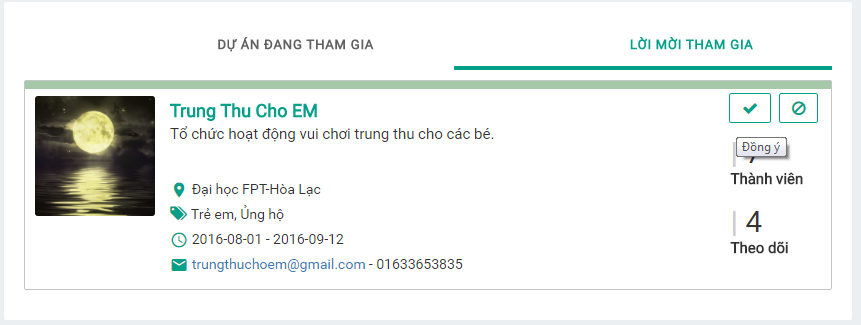 DỰ ÁN ĐANG THAM GIA
LỜI MỜI THAM GIA
Trung Thu Cho EM
Tổ chức hoạt động vui chơi trung thu cho các bé.
Đại học FPT-Hòa Lạc
Trẻ em, Ủng hộ
2016-08-01 - 2016-09-12
trungthuchoem@gmail.com - 01633653835
Đồng ý
Thành viên
4
Theo dõi